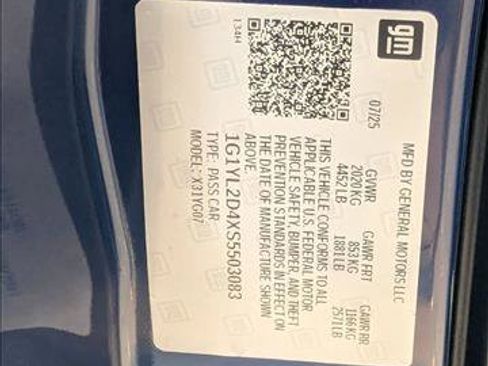 gm
134H
07/25
MFD BY GENERAL MOTORS LLC
GVWR GAWR FRT GAWR RR
2020 KG 853 KG 1166 KG
4452 LB 1881 LB 2571 LB
THIS VEHICLE CONFORMS TO ALL
APPLICABLE U.S. FEDERAL MOTOR
VEHICLE SAFETY, BUMPER, AND THEFT
PREVENTION STANDARDS IN EFFECT ON
THE DATE OF MANUFACTURE SHOWN
ABOVE.
1G1YL2D4XS5503083
TYPE: PASS CAR
MODEL: X31YG07